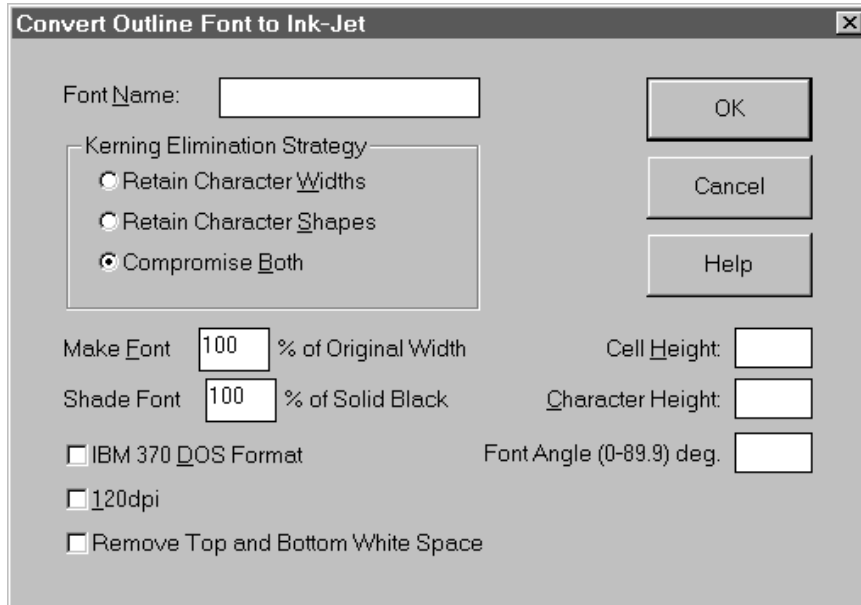 Convert Outline Font to Ink-Jet
Font Name:
OK
Kerning Elimination Strategy
Retain Character Widths
Cancel
Retain Character Shapes
Compromise Both
Help
Make Font 100 % of Original Width
Cell Height:
Shade Font 100 % of Solid Black
Character Height:
IBM 370 DOS Format
Font Angle (0-89.9) deg.
120dpi
Remove Top and Bottom White Space